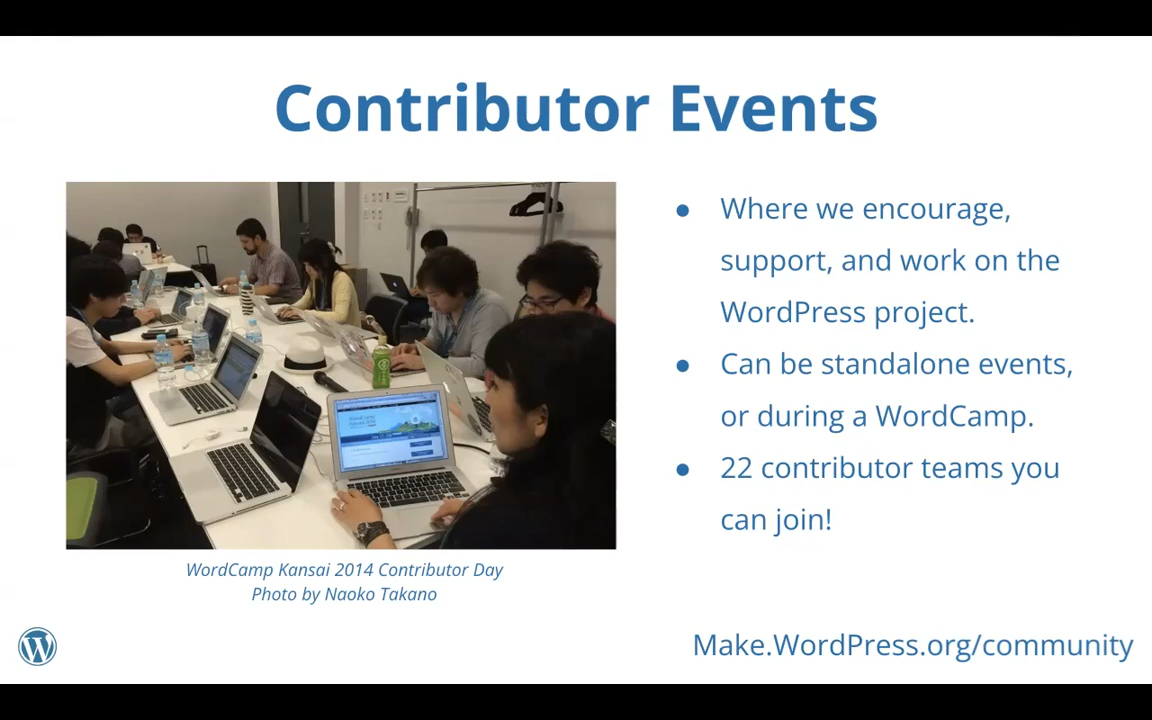 Contributor Events
● Where we encourage,
support, and work on the
WordPress project.
● Can be standalone events,
or during a WordCamp.
● 22 contributor teams you
can join!
WordCamp Kansai 2014 Contributor Day
Photo by Naoko Takano
Make.WordPress.org/community